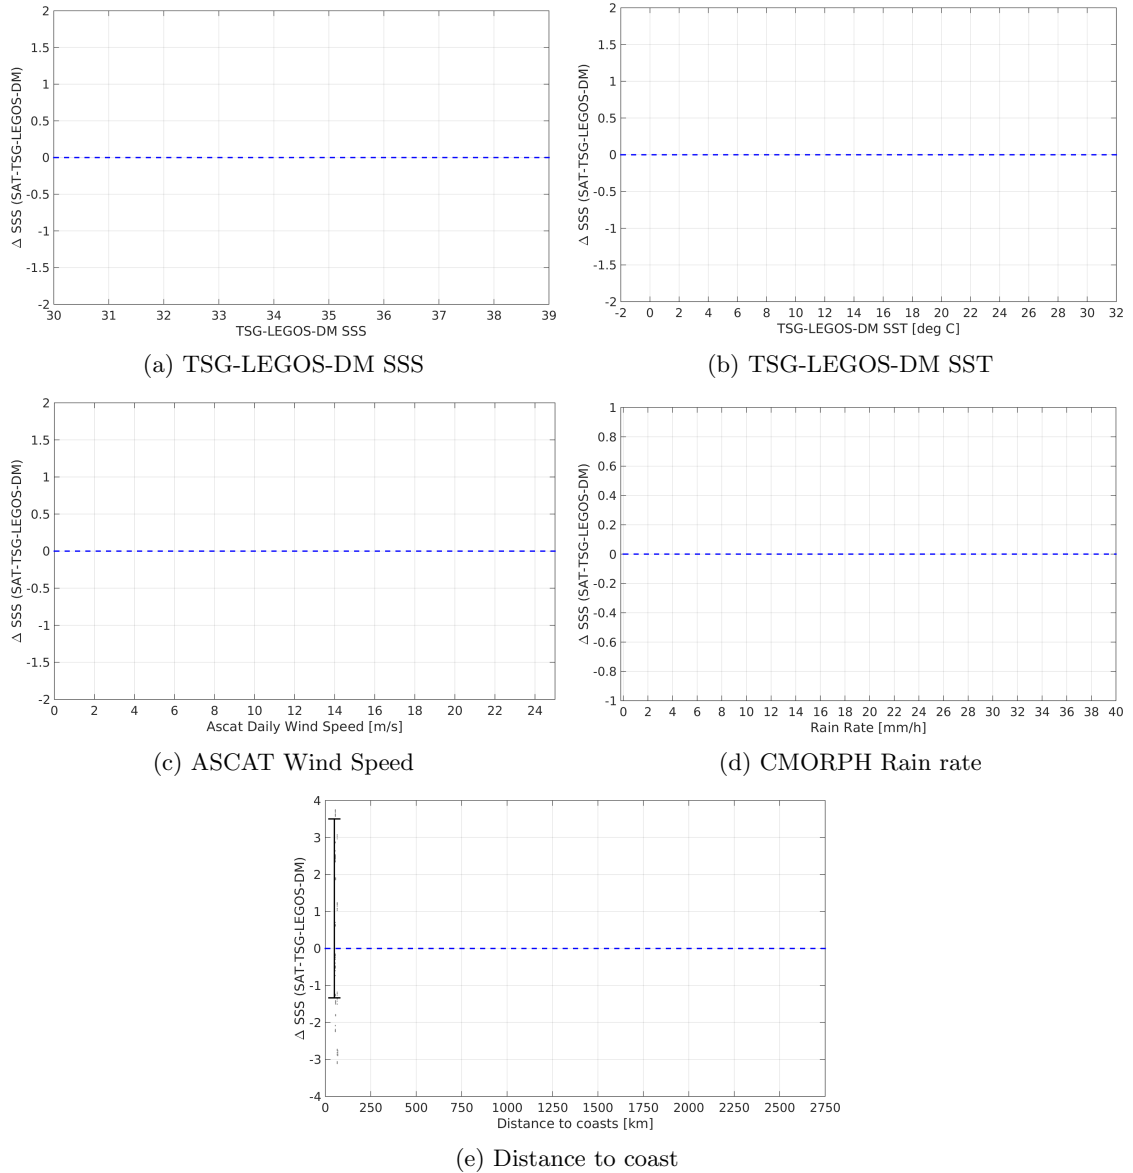 2
1.5
1
0.5
0
-0.5
-1
-1.5
-2
Δ SSS (SAT-TSG-LEGOS-DM)
30 31 32 33 34 35 36 37 38 39
TSG-LEGOS-DM SSS
(a) TSG-LEGOS-DM SSS
2
1.5
1
0.5
0
-0.5
-1
-1.5
-2
Δ SSS (SAT-TSG-LEGOS-DM)
-2 0 2 4 6 8 10 12 14 16 18 20 22 24 26 28 30 32
TSG-LEGOS-DM SST [deg C]
(b) TSG-LEGOS-DM SST
2
1.5
1
0.5
0
-0.5
-1
-1.5
-2
Δ SSS (SAT-TSG-LEGOS-DM)
0 2 4 6 8 10 12 14 16 18 20 22 24
Ascat Daily Wind Speed [m/s]
(c) ASCAT Wind Speed
1
0.8
0.6
0.4
0.2
0
-0.2
-0.4
-0.6
-0.8
-1
Δ SSS (SAT-TSG-LEGOS-DM)
0 2 4 6 8 10 12 14 16 18 20 22 24 26 28 30 32 34 36 38 40
Rain Rate [mm/h]
(d) CMORPH Rain rate
4
3
2
1
0
-1
-2
-3
-4
Δ SSS (SAT-TSG-LEGOS-DM)
0 250 500 750 1000 1250 1500 1750 2000 2250 2500 2750
Distance to coasts [km]
(e) Distance to coast